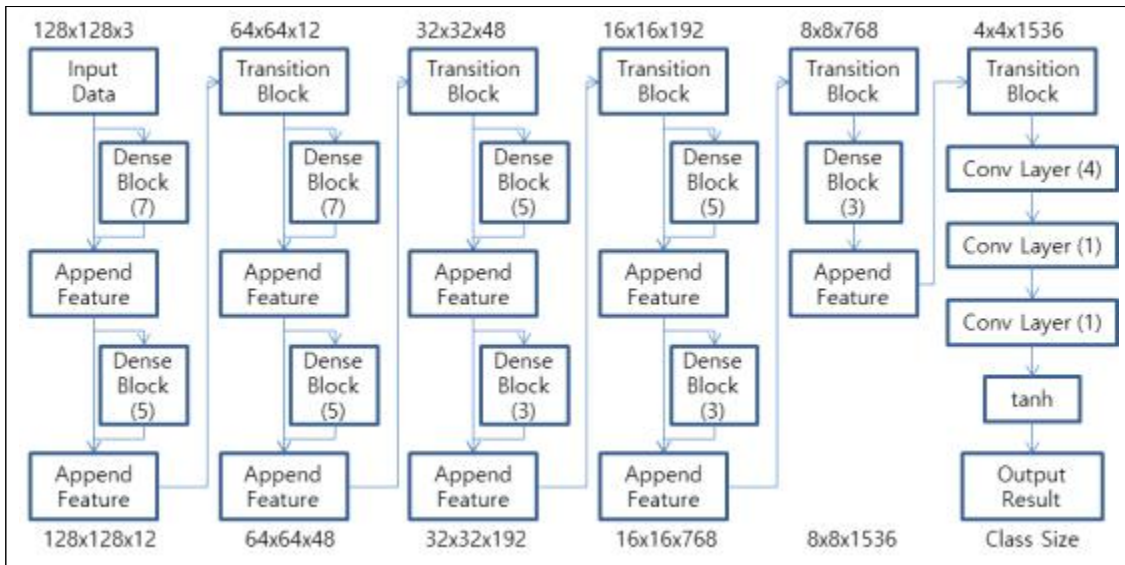 128x128x3
Input
Data
Dense
Block
(7)
Append
Feature
Dense
Block
(5)
Append
Feature
128x128x12
64x64x12
Transition
Block
Dense
Block
(7)
Append
Feature
Dense
Block
(5)
Append
Feature
64x64x48
32x32x48
Transition
Block
Dense
Block
(5)
Append
Feature
Dense
Block
(3)
Append
Feature
32x32x192
16x16x192
Transition
Block
Dense
Block
(5)
Append
Feature
Dense
Block
(3)
Append
Feature
16x16x768
8x8x768
Transition
Block
Dense
Block
(3)
Append
Feature
8x8x1536
4x4x1536
Transition
Block
Conv Layer (4)
Conv Layer (1)
Conv Layer (1)
tanh
Output
Result
Class Size